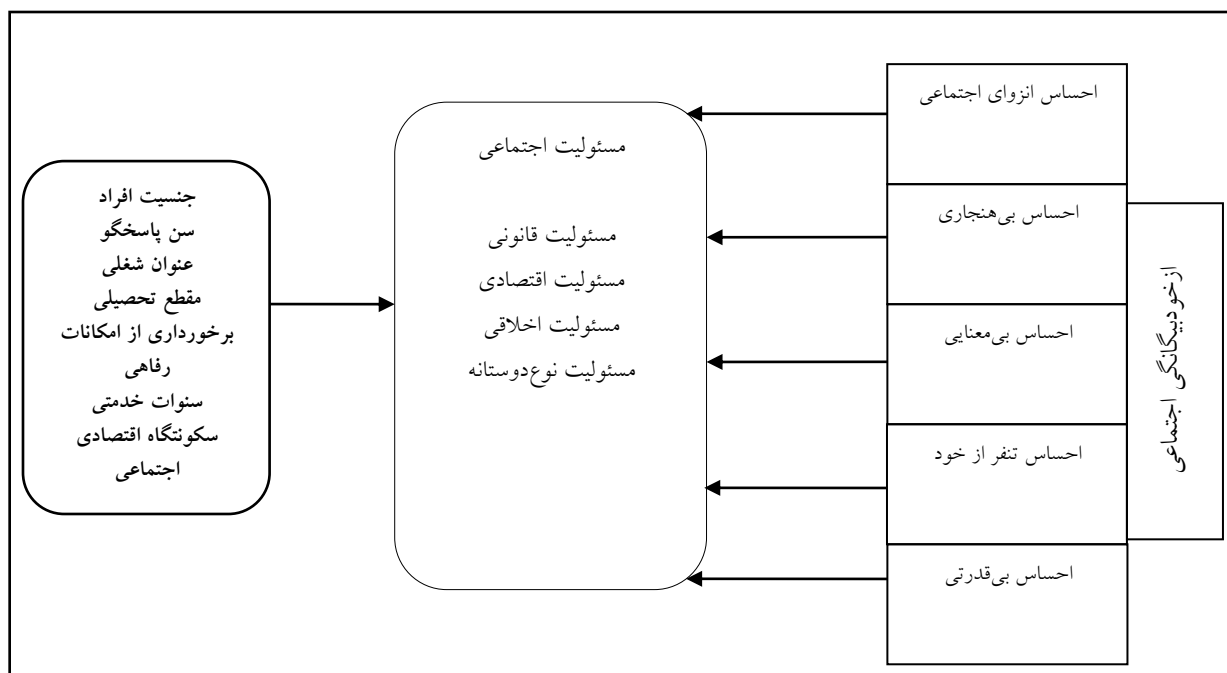 احساس انزوای اجتماعی
احساس بی‌هنجاری
احساس بی‌معنایی
احساس تنفر از خود
احساس بی‌قدرتی
ازخودبیگانگی اجتماعی
مسئولیت اجتماعی
مسئولیت قانونی
مسئولیت اقتصادی
مسئولیت اخلاقی
مسئولیت نوع‌دوستانه
جنسیت افراد
سن پاسخگو
عنوان شغلی
مقطع تحصیلی
برخورداری از امکانات
رفاهی
سنوات خدمتی
سکونتگاه اقتصادی
اجتماعی